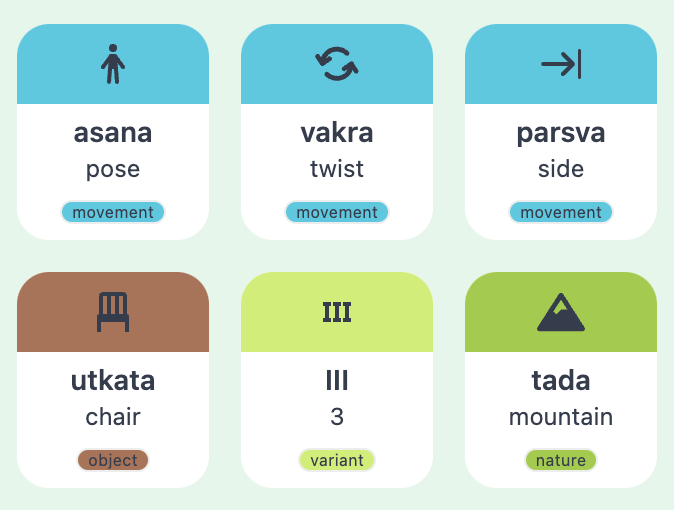 asana
pose
movement
vakra
twist
movement
parsva
side
movement
utkata
chair
object
III
III
3
variant
tada
mountain
nature